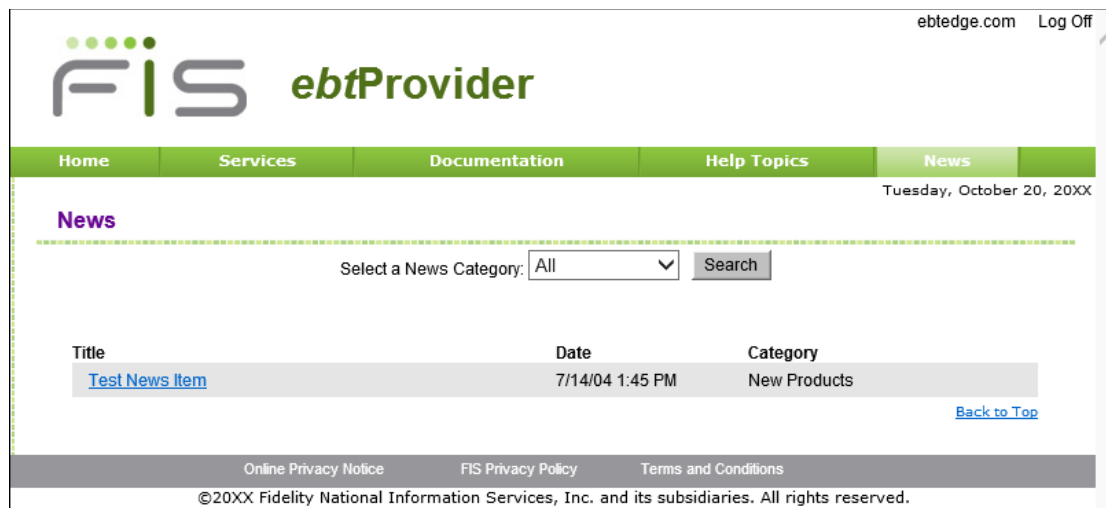 ebtedge.com Log Off
FIS ebtProvider
Home Services Documentation Help Topics News
Tuesday, October 20, 20XX
News
Select a News Category: All Search
Title Date Category
Test News Item 7/14/04 1:45 PM New Products
Back to Top
Online Privacy Notice FIS Privacy Policy Terms and Conditions
©20XX Fidelity National Information Services, Inc. and its subsidiaries. All rights reserved.